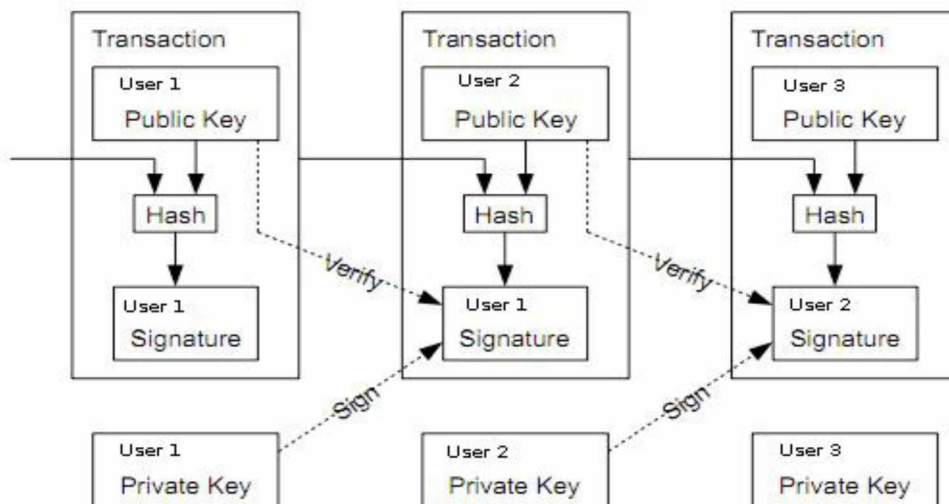 Transaction
User 1
Public Key
Hash
User 1
Signature
Transaction
User 2
Public Key
Hash
Verify
User 1
Signature
Transaction
User 3
Public Key
Hash
Verify
User 2
Signature
Sign
Sign
User 1
Private Key
User 2
Private Key
User 3
Private Key